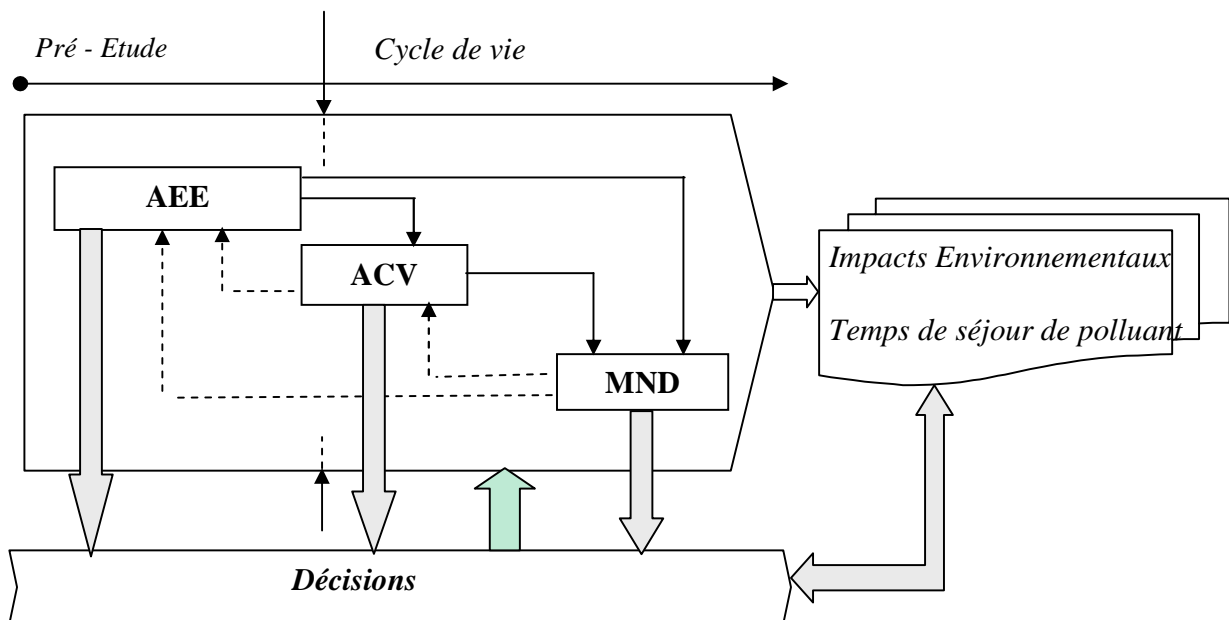 Pré - Etude
Cycle de vie
AEE
ACV
MND
Impacts Environnementaux
Temps de séjour de polluant
Décisions